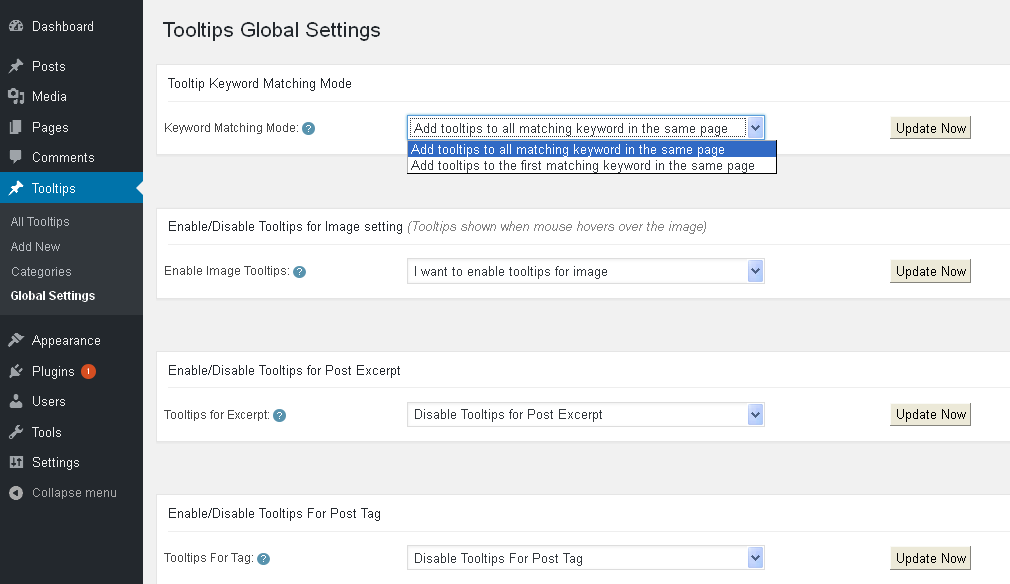 Dashboard
Posts
Media
Pages
Comments
Tooltips
All Tooltips
Add New
Categories
Global Settings
Appearance
Plugins 1
Users
Tools
Settings
Collapse menu
Tooltips Global Settings
Tooltip Keyword Matching Mode
Keyword Matching Mode: ?
Add tooltips to all matching keyword in the same page
Update Now
Add tooltips to all matching keyword in the same page
Add tooltips to the first matching keyword in the same page
Enable/Disable Tooltips for Image setting (Tooltips shown when mouse hovers over the image)
Enable Image Tooltips: ?
I want to enable tooltips for image
Update Now
Enable/Disable Tooltips for Post Excerpt
Tooltips for Excerpt: ?
Disable Tooltips for Post Excerpt
Update Now
Enable/Disable Tooltips For Post Tag
Tooltips For Tag: ?
Disable Tooltips For Post Tag
Update Now